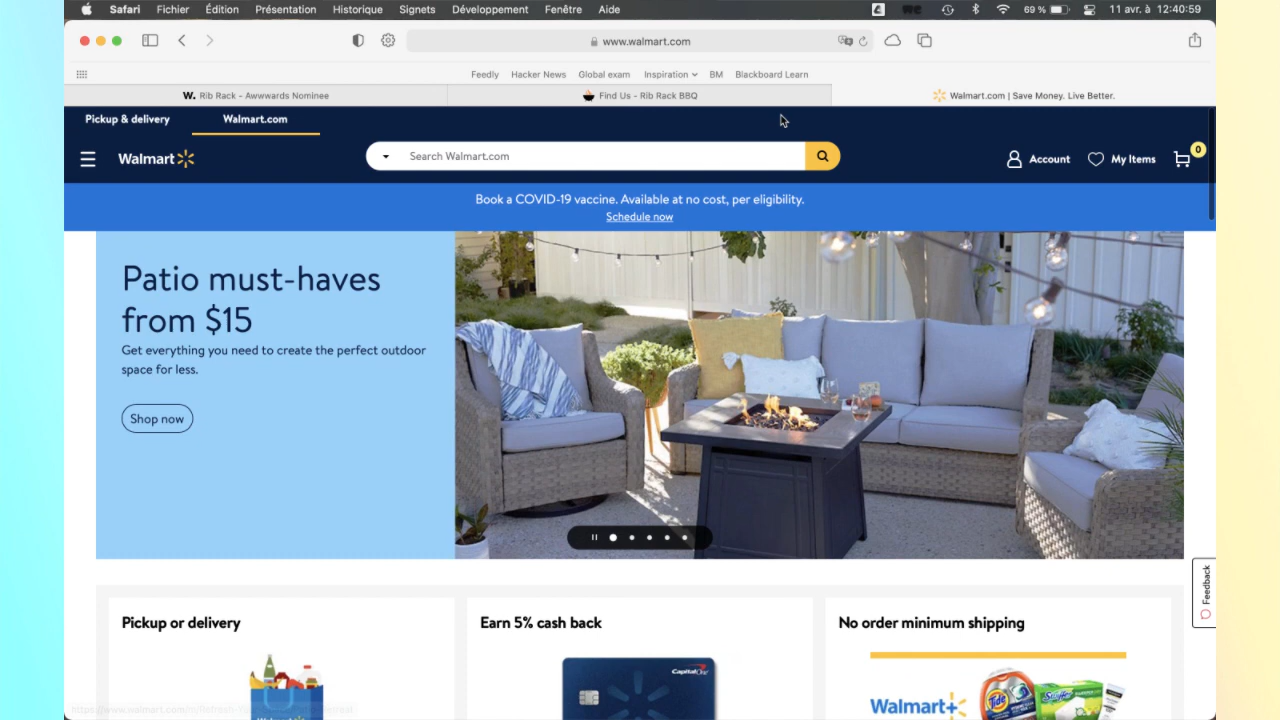 Safari Fichier Édition Présentation Historique Signets Développement Fenêtre Aide 69 % 11 avr. à 12:40:59
www.walmart.com
Feedly Hacker News Global exam Inspiration BM Blackboard Learn
W. Rib Rack - Awwwards Nominee Find Us - Rib Rack BBQ Walmart.com | Save Money. Live Better.
Pickup & delivery Walmart.com
Walmart Search Walmart.com Account My Items 0
Book a COVID-19 vaccine. Available at no cost, per eligibility.
Schedule now
Patio must-haves
from $15
Get everything you need to create the perfect outdoor
space for less.
Shop now
Feedback
Pickup or delivery Earn 5% cash back No order minimum shipping
Capital One
Walmart+
Tide
Swiffer